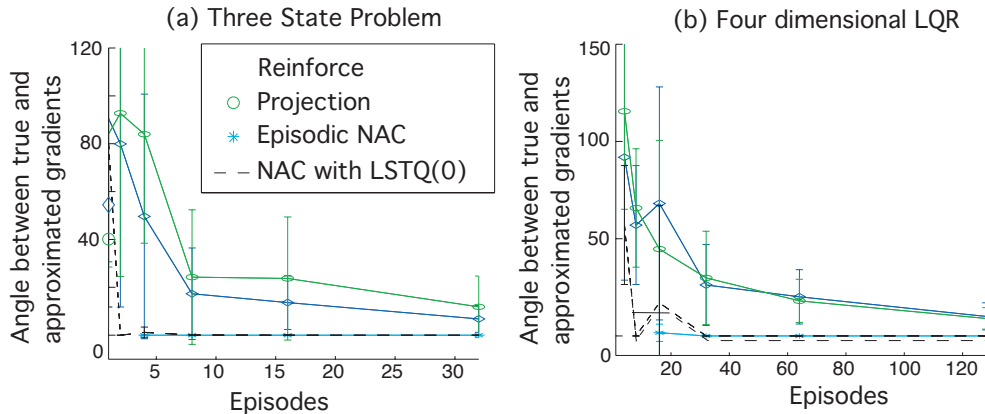 (a) Three State Problem
Angle between true and
approximated gradients
120
80
40
0
5
10
15
20
25
30
Episodes
Reinforce
Projection
Episodic NAC
NAC with LSTQ(0)
(b) Four dimensional LQR
Angle between true and
approximated gradients
150
100
50
0
20
40
60
80
100
120
Episodes